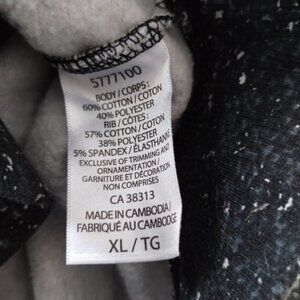 5777100
BODY / CORPS :
60% COTTON / COTON
40% POLYESTER
RIB / CÔTES :
57% COTTON / COTON
38% POLYESTER
5% SPANDEX / ÉLASTHANNE
EXCLUSIVE OF TRIMMING AND
ORNAMENTATION /
GARNITURE ET DÉCORATION
NON COMPRISES
CA 38313
MADE IN CAMBODIA /
FABRIQUÉ AU CAMBODGE
XL / TG